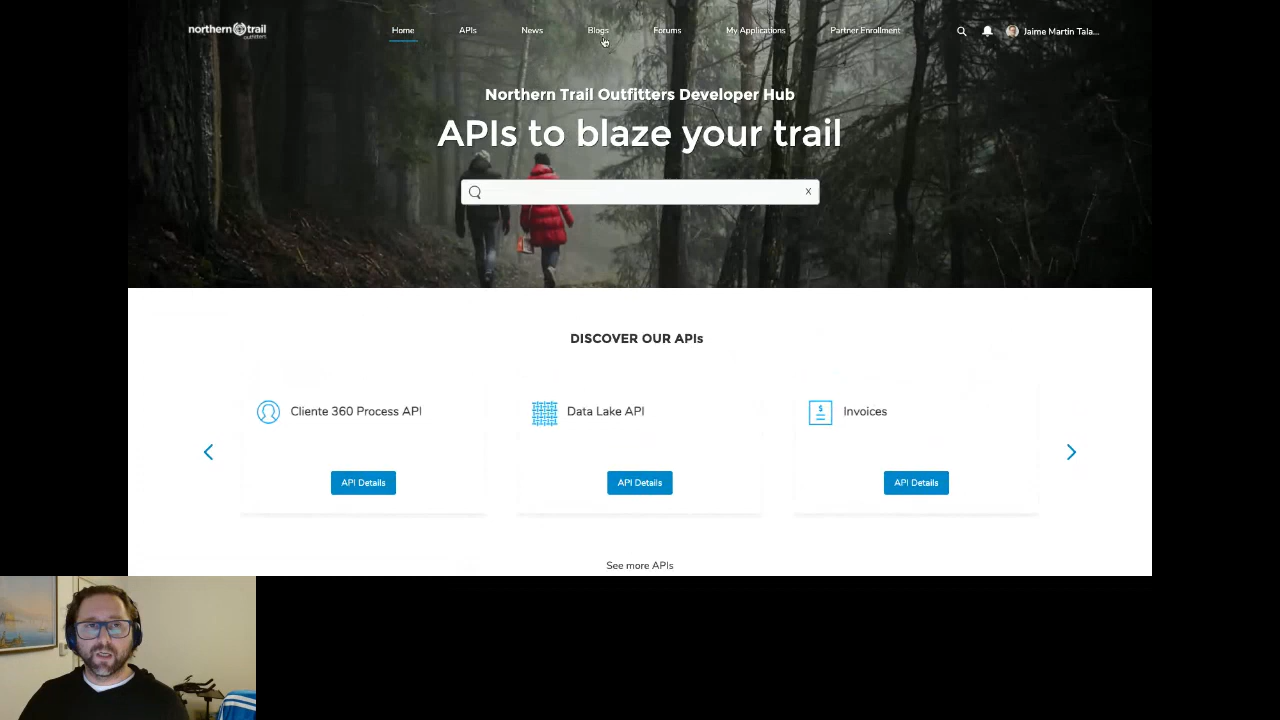 northern trail
outfitters
Home
APIs
News
Blogs
Forums
My Applications
Partner Enrollment
Jaime Martin Tala...
Northern Trail Outfitters Developer Hub
APIs to blaze your trail
X
DISCOVER OUR APIs
Cliente 360 Process API
Data Lake API
$
Invoices
API Details
API Details
API Details
See more APIs